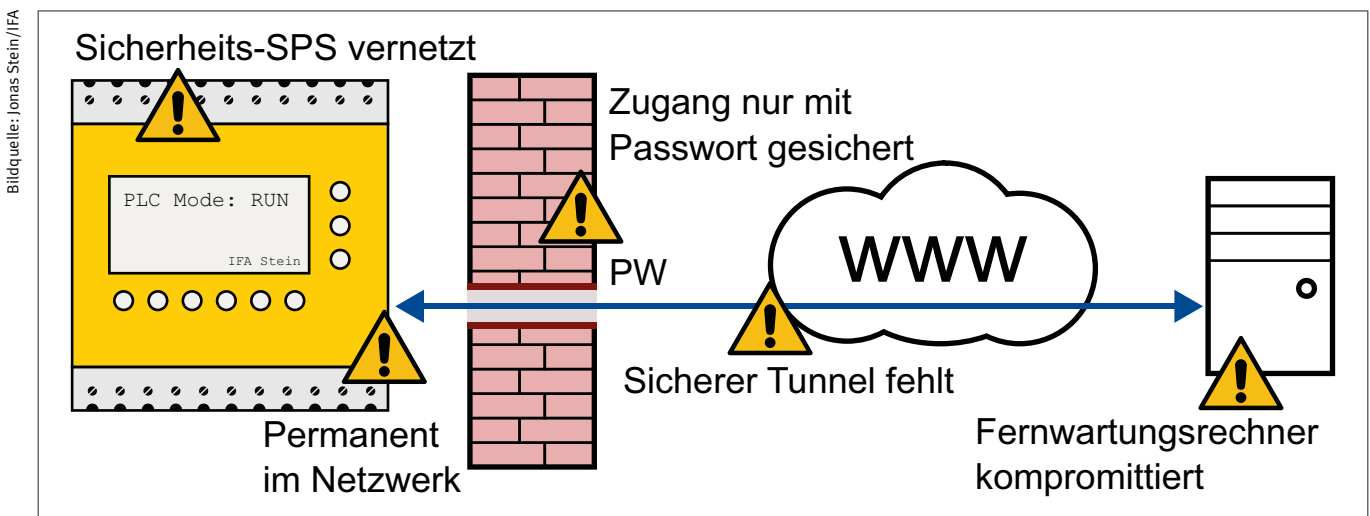 Bildquelle: Jonas Stein/IFA
Sicherheits-SPS vernetzt
PLC Mode: RUN
IFA Stein
Zugang nur mit
Passwort gesichert
PW
WWW
Sicherer Tunnel fehlt
Permanent
im Netzwerk
Fernwartungsrechner
kompromittiert